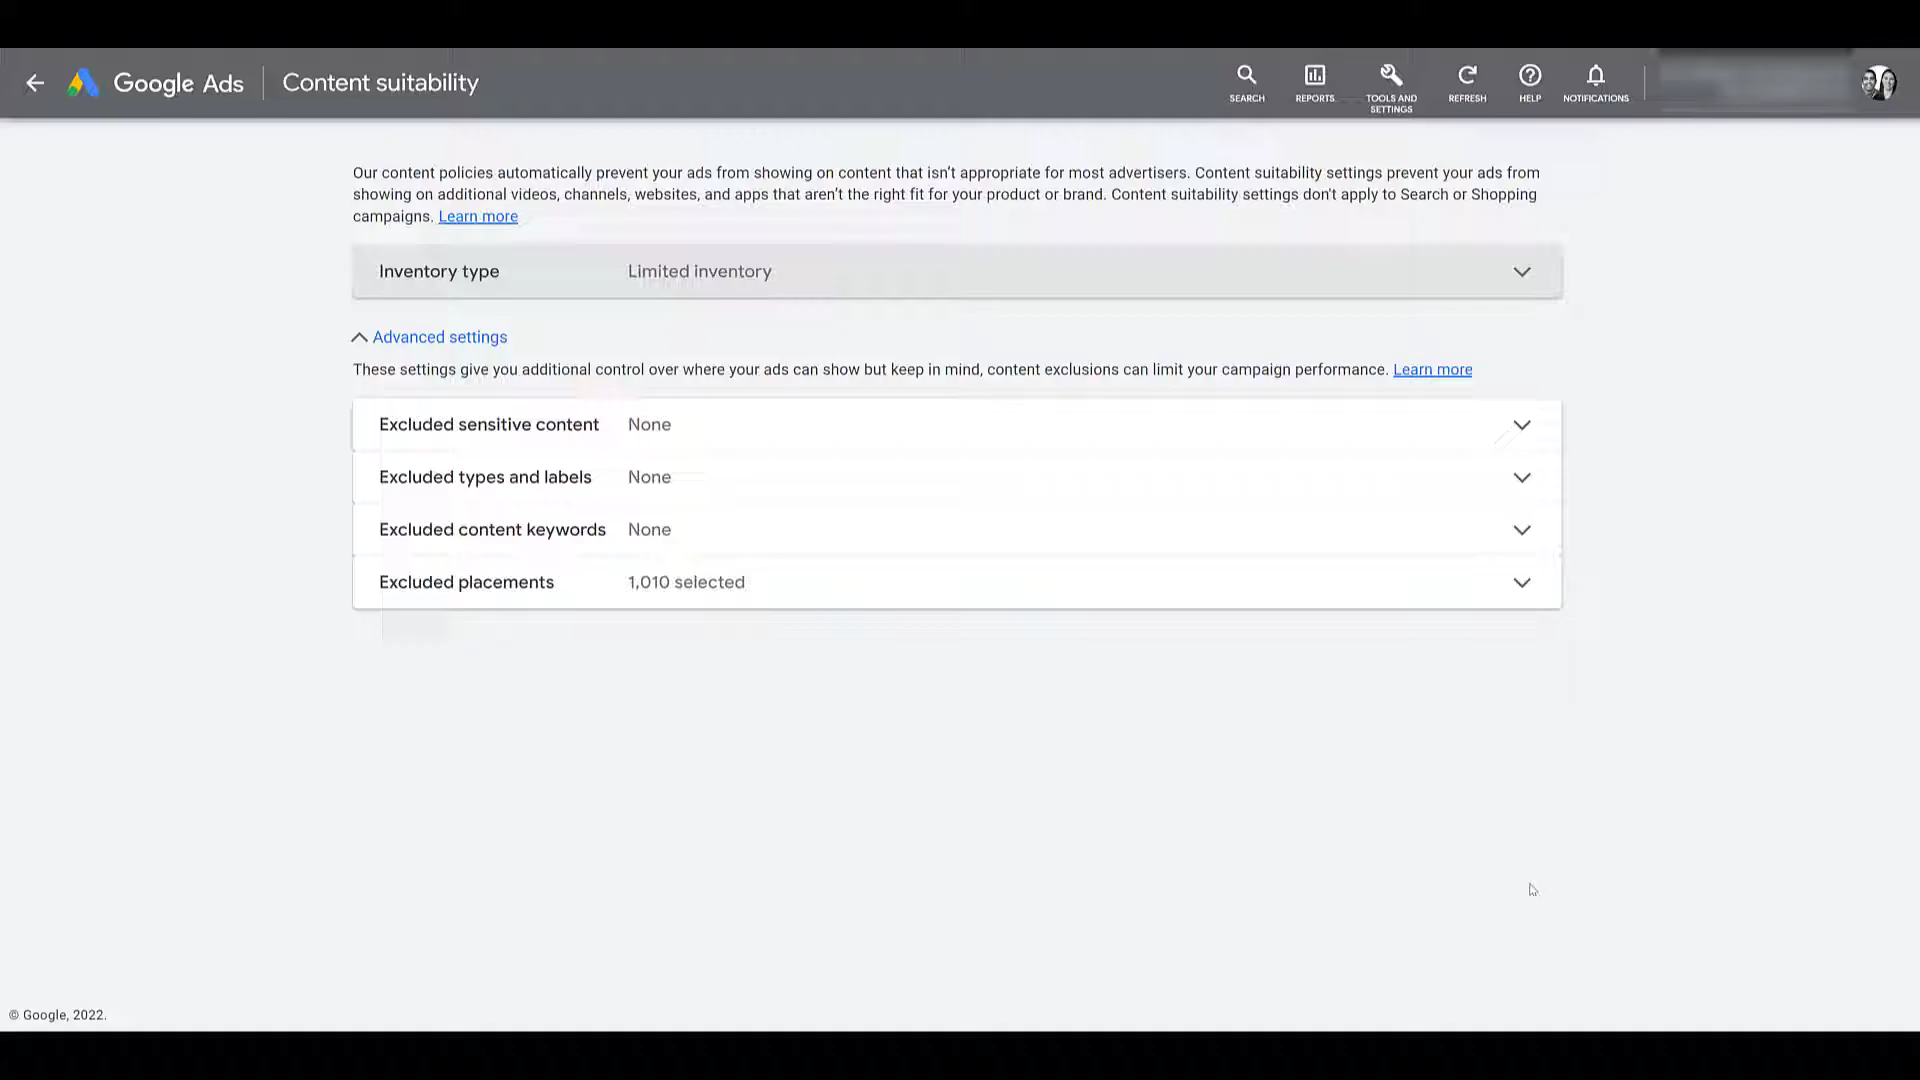 Google Ads
Content suitability
SEARCH
REPORTS
TOOLS AND
SETTINGS
REFRESH
HELP
NOTIFICATIONS
Our content policies automatically prevent your ads from showing on content that isn't appropriate for most advertisers. Content suitability settings prevent your ads from
showing on additional videos, channels, websites, and apps that aren't the right fit for your product or brand. Content suitability settings don't apply to Search or Shopping
campaigns. Learn more
Inventory type Limited inventory
Advanced settings
These settings give you additional control over where your ads can show but keep in mind, content exclusions can limit your campaign performance. Learn more
Excluded sensitive content None
Excluded types and labels None
Excluded content keywords None
Excluded placements 1,010 selected
© Google, 2022.